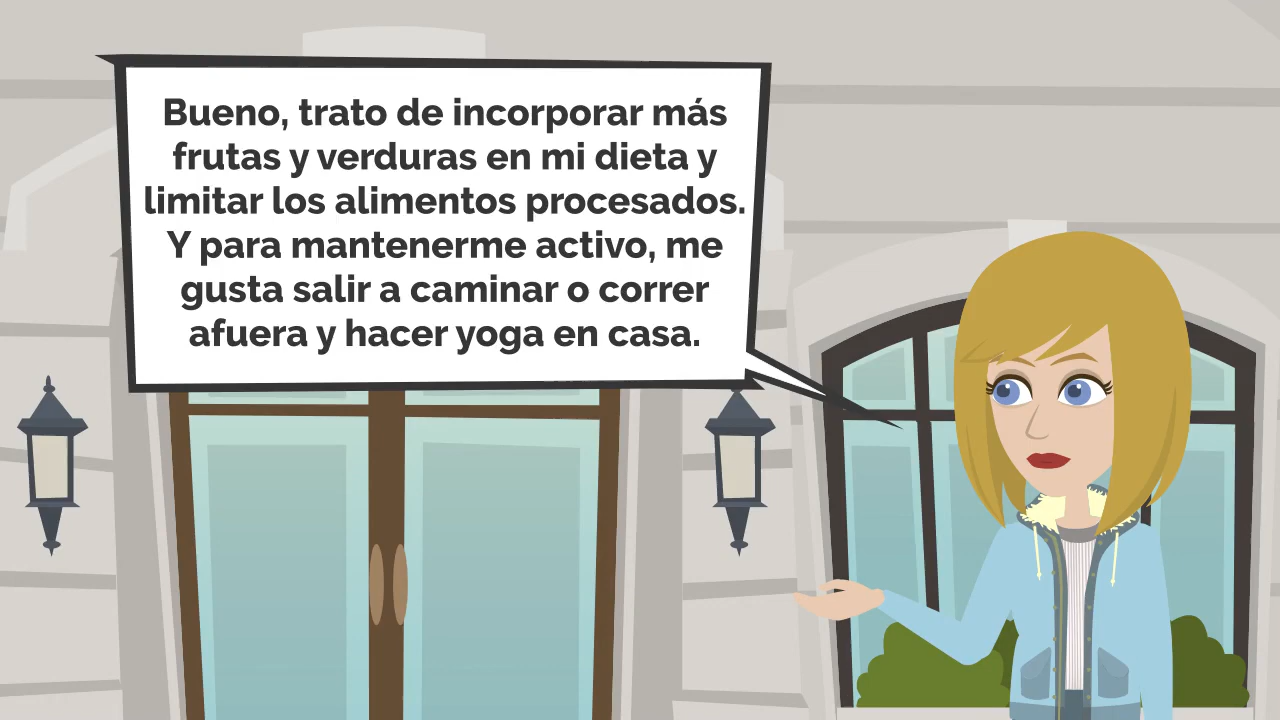 Bueno, trato de incorporar más
frutas y verduras en mi dieta y
limitar los alimentos procesados.
Y para mantenerme activo, me
gusta salir a caminar o correr
afuera y hacer yoga en casa.